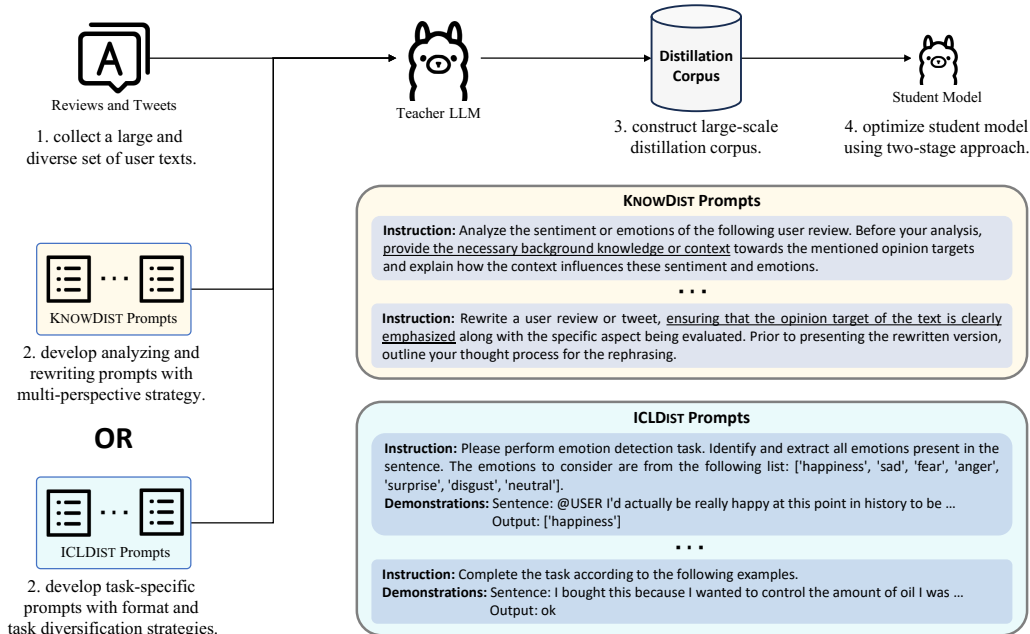 A
Reviews and Tweets
1. collect a large and
diverse set of user texts.
Teacher LLM
Distillation
Corpus
3. construct large-scale
distillation corpus.
Student Model
4. optimize student model
using two-stage approach.
KNOWDIST Prompts
2. develop analyzing and
rewriting prompts with
multi-perspective strategy.
OR
ICLDIST Prompts
2. develop task-specific
prompts with format and
task diversification strategies.
KNOWDIST Prompts
Instruction: Analyze the sentiment or emotions of the following user review. Before your analysis,
provide the necessary background knowledge or context towards the mentioned opinion targets
and explain how the context influences these sentiment and emotions.
...
Instruction: Rewrite a user review or tweet, ensuring that the opinion target of the text is clearly
emphasized along with the specific aspect being evaluated. Prior to presenting the rewritten version,
outline your thought process for the rephrasing.
ICLDIST Prompts
Instruction: Please perform emotion detection task. Identify and extract all emotions present in the
sentence. The emotions to consider are from the following list: ['happiness', 'sad', 'fear', 'anger',
'surprise', 'disgust', 'neutral'].
Demonstrations: Sentence: @USER I'd actually be really happy at this point in history to be ...
Output: ['happiness']
...
Instruction: Complete the task according to the following examples.
Demonstrations: Sentence: I bought this because I wanted to control the amount of oil I was ...
Output: ok